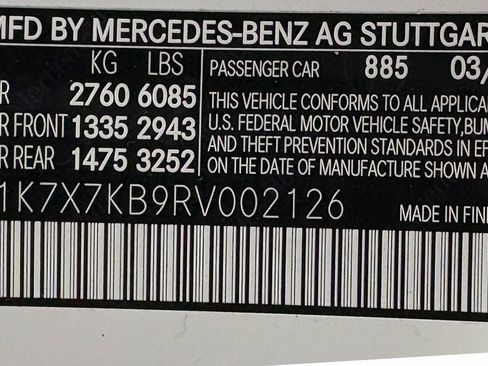 MFD BY MERCEDES-BENZ AG STUTTGAR
KG LBS
PASSENGER CAR 885 03/
R 2760 6085
R FRONT 1335 2943
R REAR 1475 3252
THIS VEHICLE CONFORMS TO ALL APPLICA
U.S. FEDERAL MOTOR VEHICLE SAFETY, BUM
AND THEFT PREVENTION STANDARDS IN EF
ON THE DATE OF MANUFACTURE SHOWN A
1K7X7KB9RV002126
MADE IN FIN